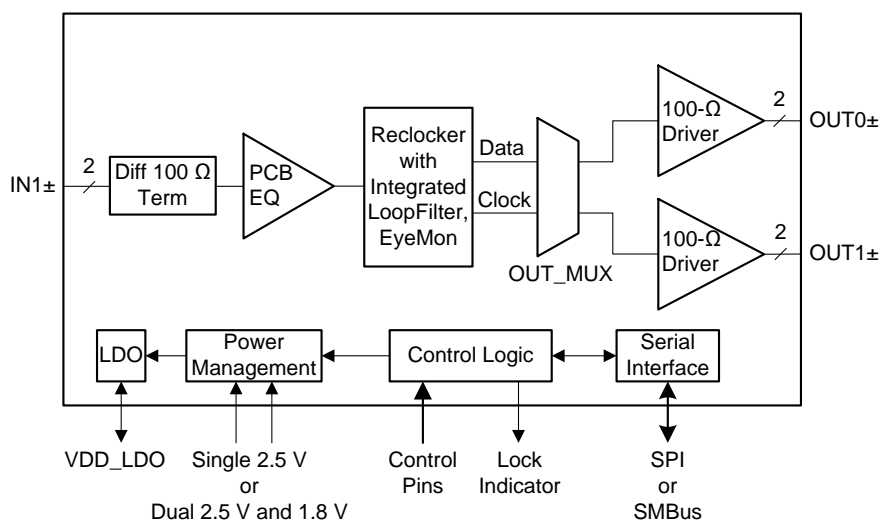 IN1±
2
Diff 100 Ω
Term
PCB
EQ
Reclocker
with
Integrated
LoopFilter,
EyeMon
Data
Clock
OUT_MUX
100-Ω
Driver
2
OUT0±
100-Ω
Driver
2
OUT1±
LDO
Power
Management
Control Logic
Serial
Interface
VDD_LDO
Single 2.5 V
or
Dual 2.5 V and 1.8 V
Control
Pins
Lock
Indicator
SPI
or
SMBus